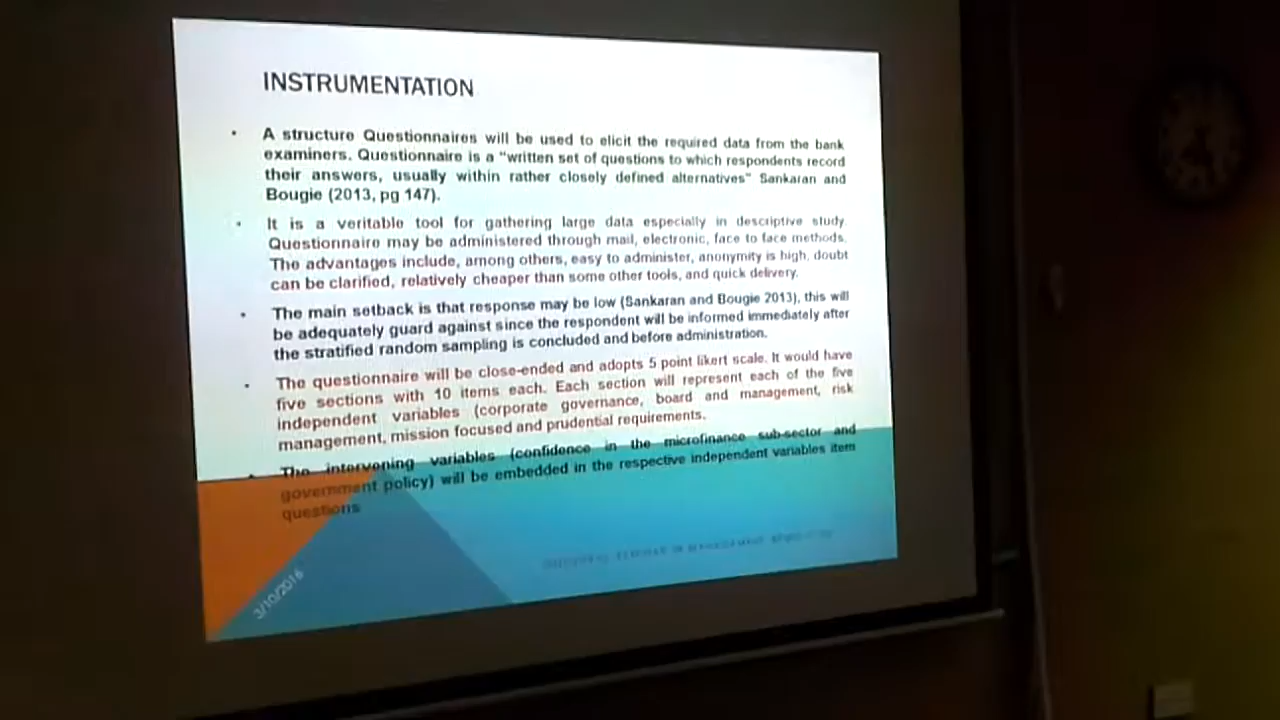 INSTRUMENTATION
• A structure Questionnaires will be used to elicit the required data from the bank
examiners. Questionnaire is a "written set of questions to which respondents record
their answers, usually within rather closely defined alternatives" Sankaran and
Bougie (2013, pg 147).
• It is a veritable tool for gathering large data especially in descriptive study.
Questionnaire may be administered through mail, electronic, face to face methods.
The advantages include, among others, easy to administer, anonymity is high, doubt
can be clarified, relatively cheaper than some other tools, and quick delivery.
• The main setback is that response may be low (Sankaran and Bougie 2013), this will
be adequately guard against since the respondent will be informed immediately after
the stratified random sampling is concluded and before administration.
• The questionnaire will be close-ended and adopts 5 point likert scale. It would have
five sections with 10 items each. Each section will represent each of the five
independent variables (corporate governance, board and management, risk
management, mission focused and prudential requirements.
• The intervening variables (confidence in the microfinance sub-sector and
government policy) will be embedded in the respective independent variables item
questions
3/10/2016